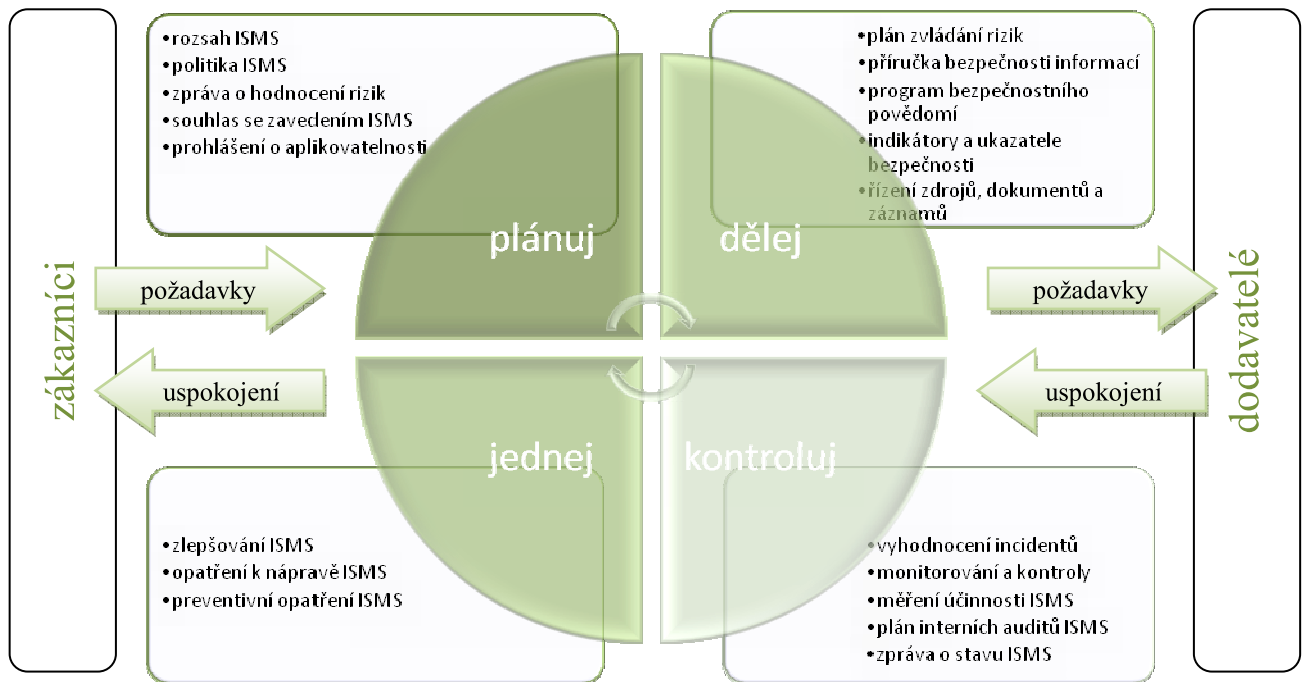 zákazníci
•rozsah ISMS
•politika ISMS
•zpráva o hodnocení rizik
•souhlas se zavedením ISMS
•prohlášení o aplikovatelnosti
•plán zvládání rizik
•příručka bezpečnosti informací
•program bezpečnostního
povědomí
•indikátory a ukazatele
bezpečnosti
•řízení zdrojů, dokumentů a
záznamů
plánuj
dělej
požadavky
požadavky
uspokojení
uspokojení
dodavatelé
jednej
kontroluj
•zlepšování ISMS
•opatření k nápravě ISMS
•preventivní opatření ISMS
•vyhodnocení incidentů
•monitorování a kontroly
•měření účinnosti ISMS
•plán interních auditů ISMS
•zpráva o stavu ISMS